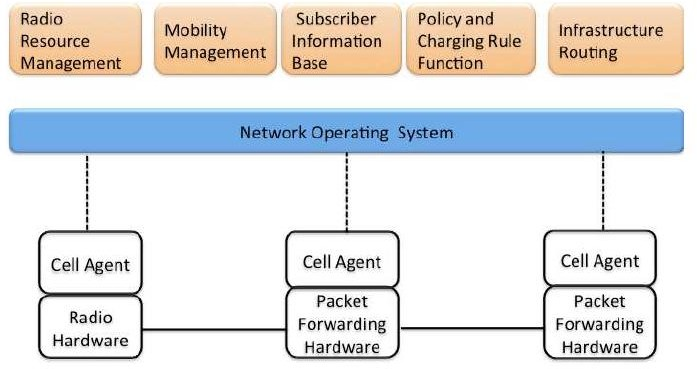 Radio
Resource
Management
Mobility
Management
Subscriber
Information
Base
Policy and
Charging Rule
Function
Infrastructure
Routing
Network Operating System
Cell Agent
Radio
Hardware
Cell Agent
Packet
Forwarding
Hardware
Cell Agent
Packet
Forwarding
Hardware